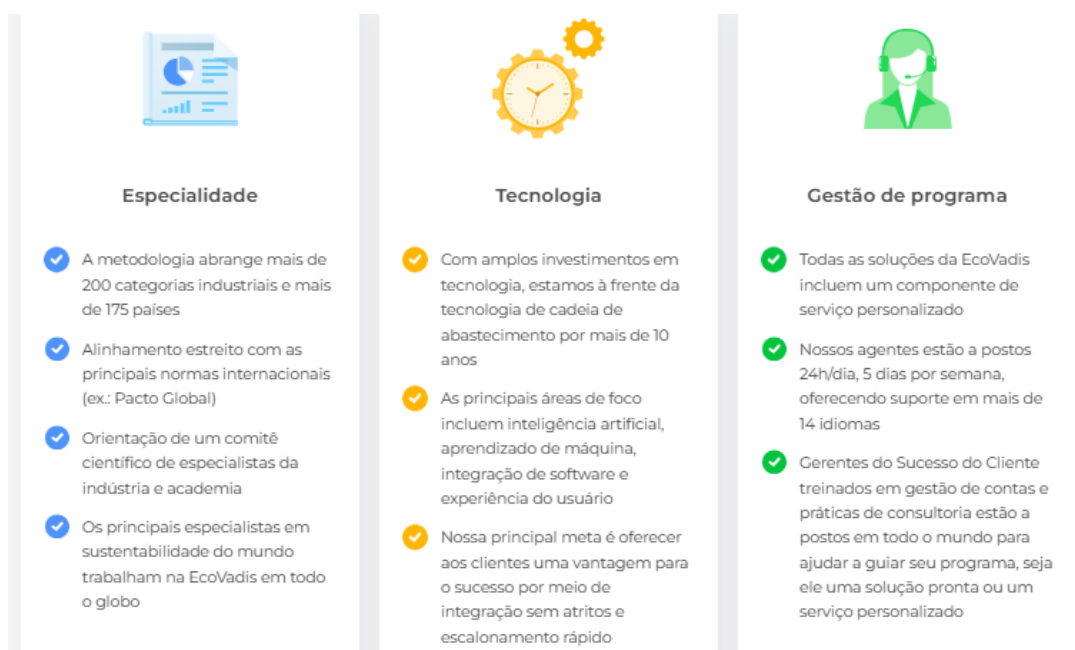 Especialidade
A metodologia abrange mais de
200 categorias industriais e mais
de 175 países
Alinhamento estreito com as
principais normas internacionais
(ex.: Pacto Global)
Orientação de um comitê
científico de especialistas da
indústria e academia
Os principais especialistas em
sustentabilidade do mundo
trabalham na EcoVadis em todo
o globo
Tecnologia
Com amplos investimentos em
tecnologia, estamos à frente da
tecnologia de cadeia de
abastecimento por mais de 10
anos
As principais áreas de foco
incluem inteligência artificial,
aprendizado de máquina,
integração de software e
experiência do usuário
Nossa principal meta é oferecer
aos clientes uma vantagem para
o sucesso por meio de
integração sem atritos e
escalonamento rápido
Gestão de programa
Todas as soluções da EcoVadis
incluem um componente de
serviço personalizado
Nossos agentes estão a postos
24h/dia, 5 dias por semana,
oferecendo suporte em mais de
14 idiomas
Gerentes do Sucesso do Cliente
treinados em gestão de contas e
práticas de consultoria estão a
postos em todo o mundo para
ajudar a guiar seu programa, seja
ele uma solução pronta ou um
serviço personalizado